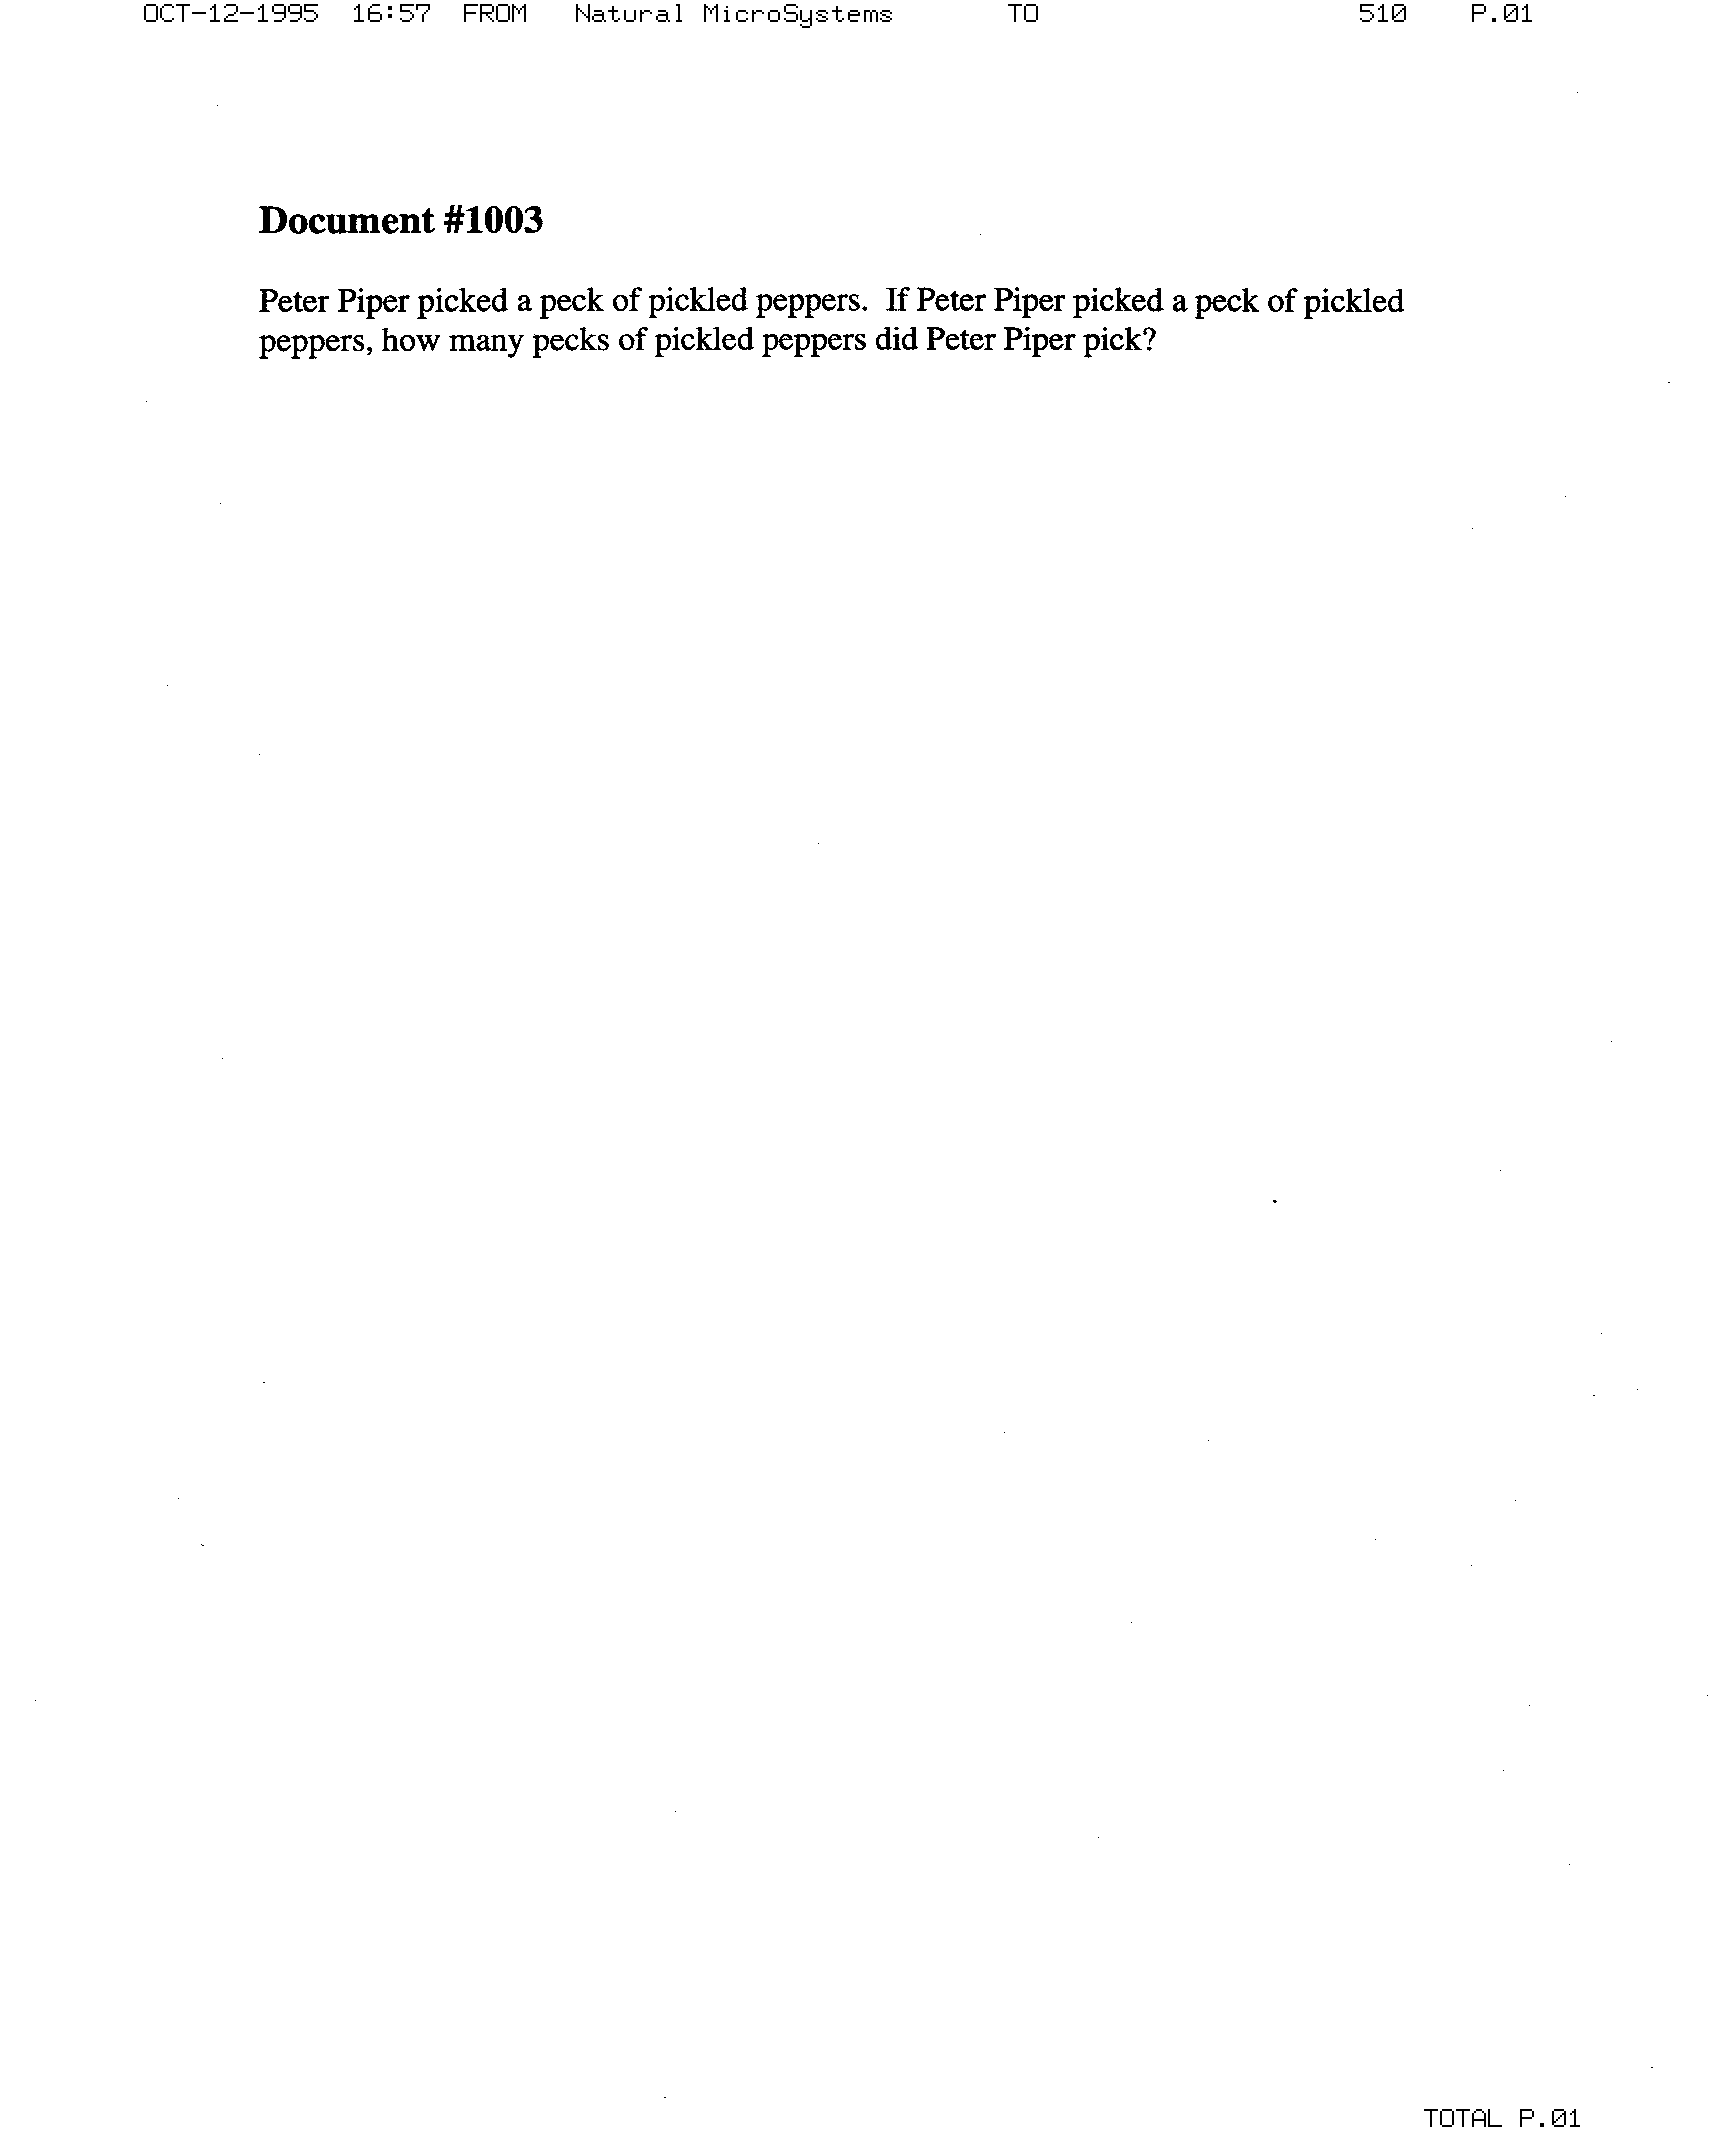 OCT-12-1995 16:57 FROM Natural MicroSystems TO 510 P.01
Document #1003
Peter Piper picked a peck of pickled peppers. If Peter Piper picked a peck of pickled
peppers, how many pecks of pickled peppers did Peter Piper pick?
TOTAL P.01